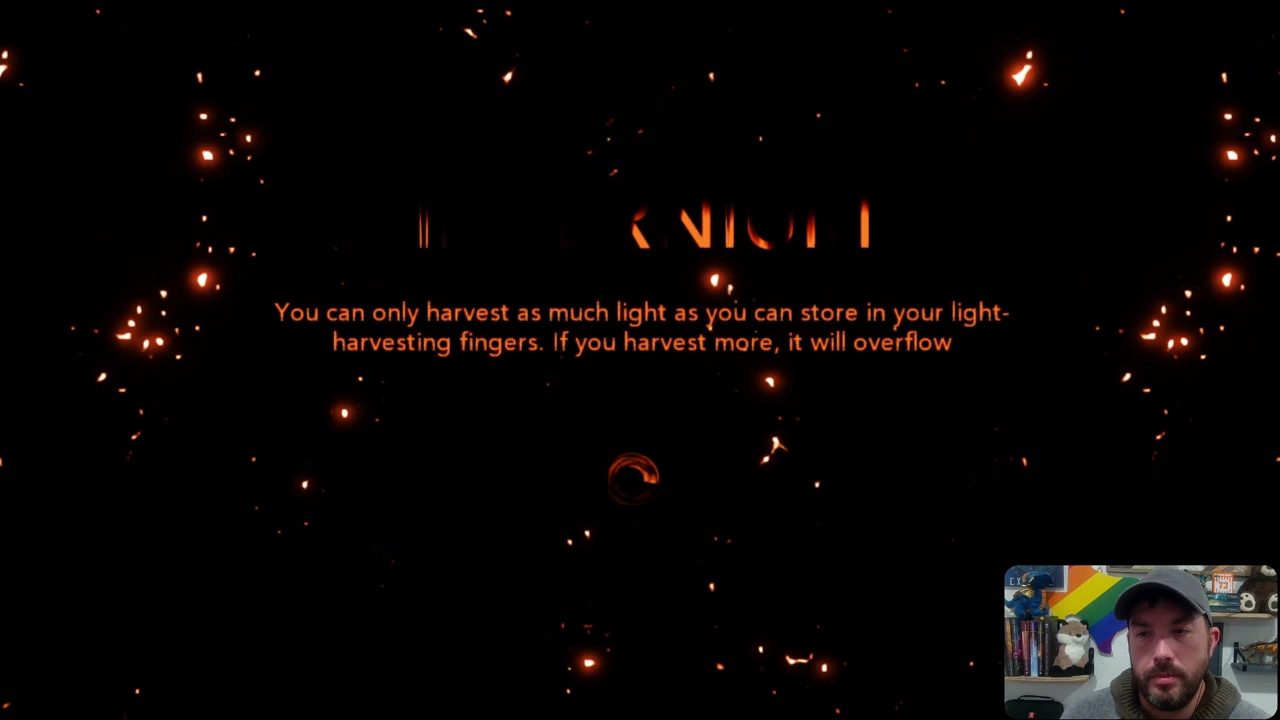 You can only harvest as much light as you can store in your light-
harvesting fingers. If you harvest more, it will overflow
73